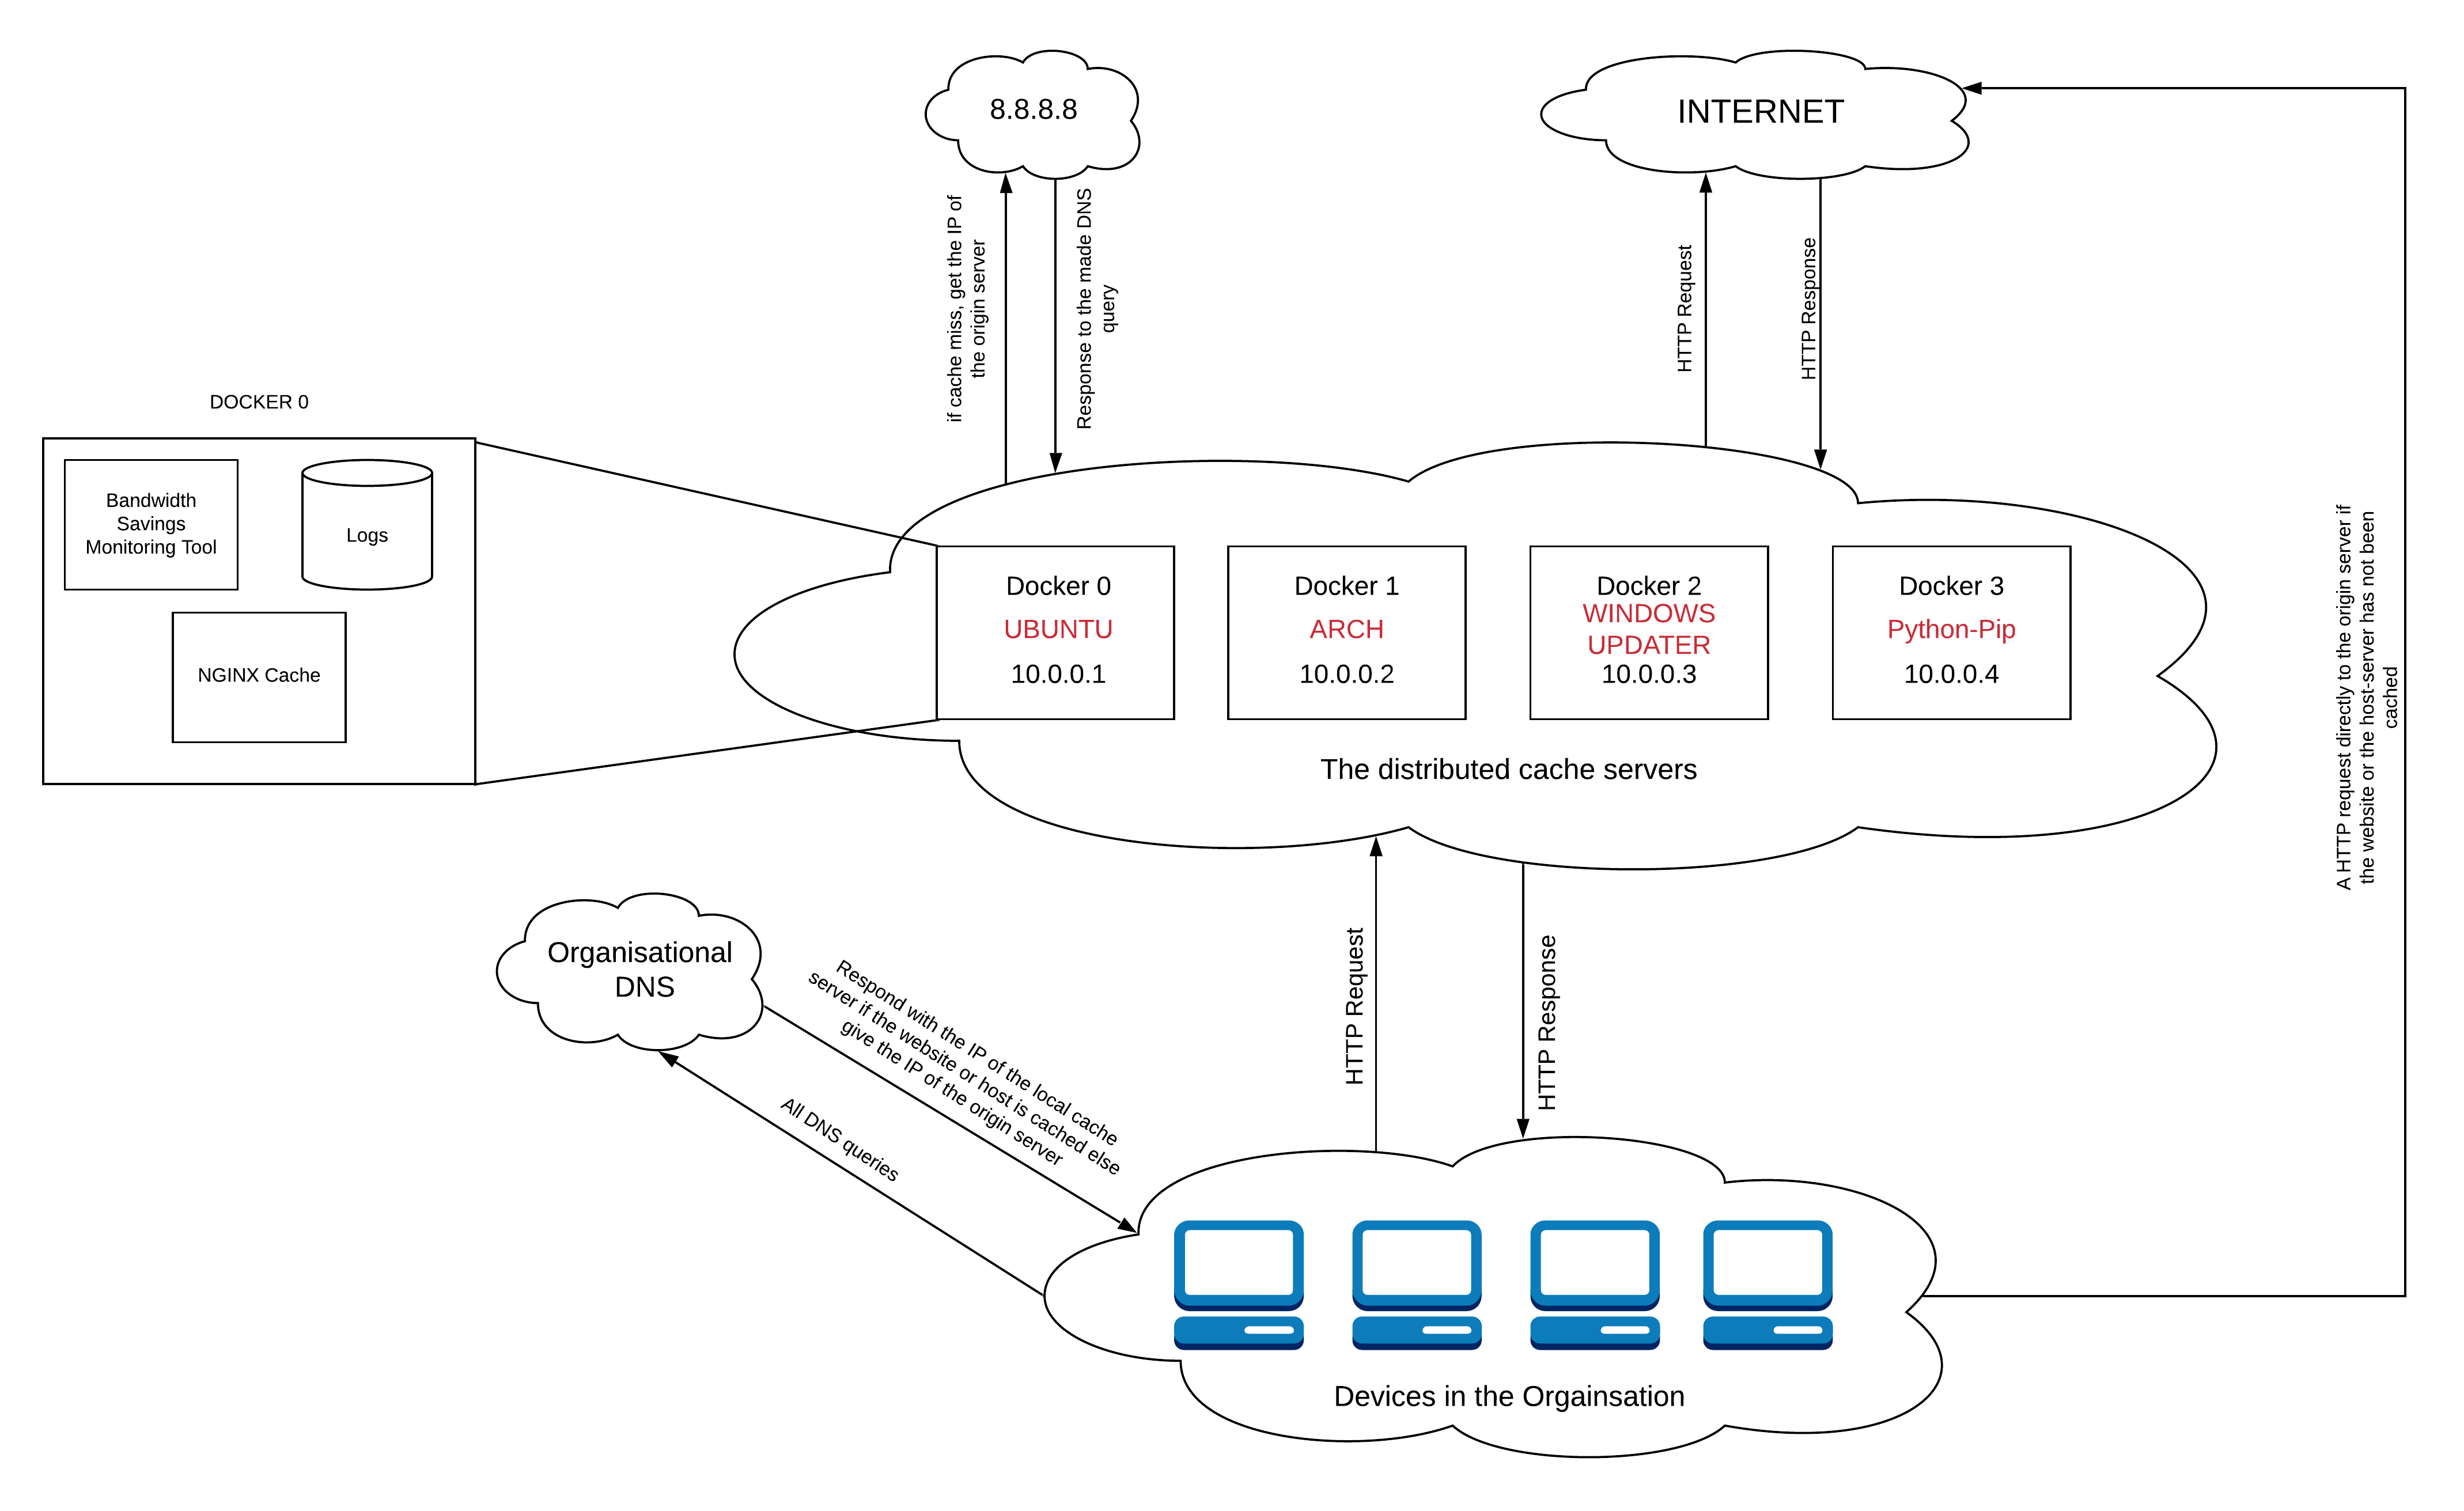 8.8.8.8
INTERNET
if cache miss, get the IP of
the origin server
Response to the made DNS
query
HTTP Request
HTTP Response
DOCKER 0
Bandwidth
Savings
Monitoring Tool
Logs
NGINX Cache
Docker 0
UBUNTU
10.0.0.1
Docker 1
ARCH
10.0.0.2
Docker 2
WINDOWS
UPDATER
10.0.0.3
Docker 3
Python-Pip
10.0.0.4
The distributed cache servers
A HTTP request directly to the origin server if
the website or the host-server has not been
cached
Organisational
DNS
Respond with the IP of the local cache
server if the website or host is cached else
give the IP of the origin server
All DNS queries
HTTP Request
HTTP Response
Devices in the Orgainsation